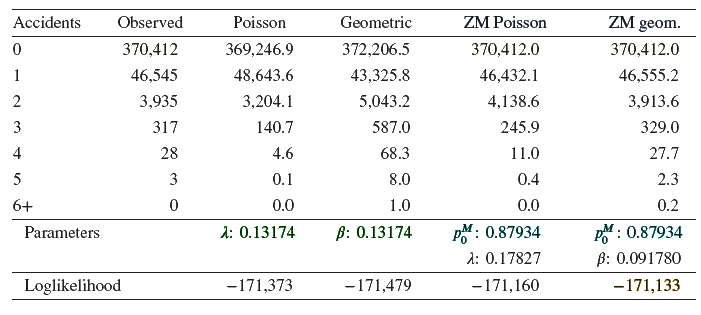 Accidents Observed Poisson Geometric ZM Poisson ZM geom.
0 370,412 369,246.9 372,206.5 370,412.0 370,412.0
1 46,545 48,643.6 43,325.8 46,432.1 46,555.2
2 3,935 3,204.1 5,043.2 4,138.6 3,913.6
3 317 140.7 587.0 245.9 329.0
4 28 4.6 68.3 11.0 27.7
5 3 0.1 8.0 0.4 2.3
6+ 0 0.0 1.0 0.0 0.2
Parameters λ: 0.13174 β: 0.13174 p₀ᴹ: 0.87934 p₀ᴹ: 0.87934
λ: 0.17827 β: 0.091780
Loglikelihood −171,373 −171,479 −171,160 −171,133